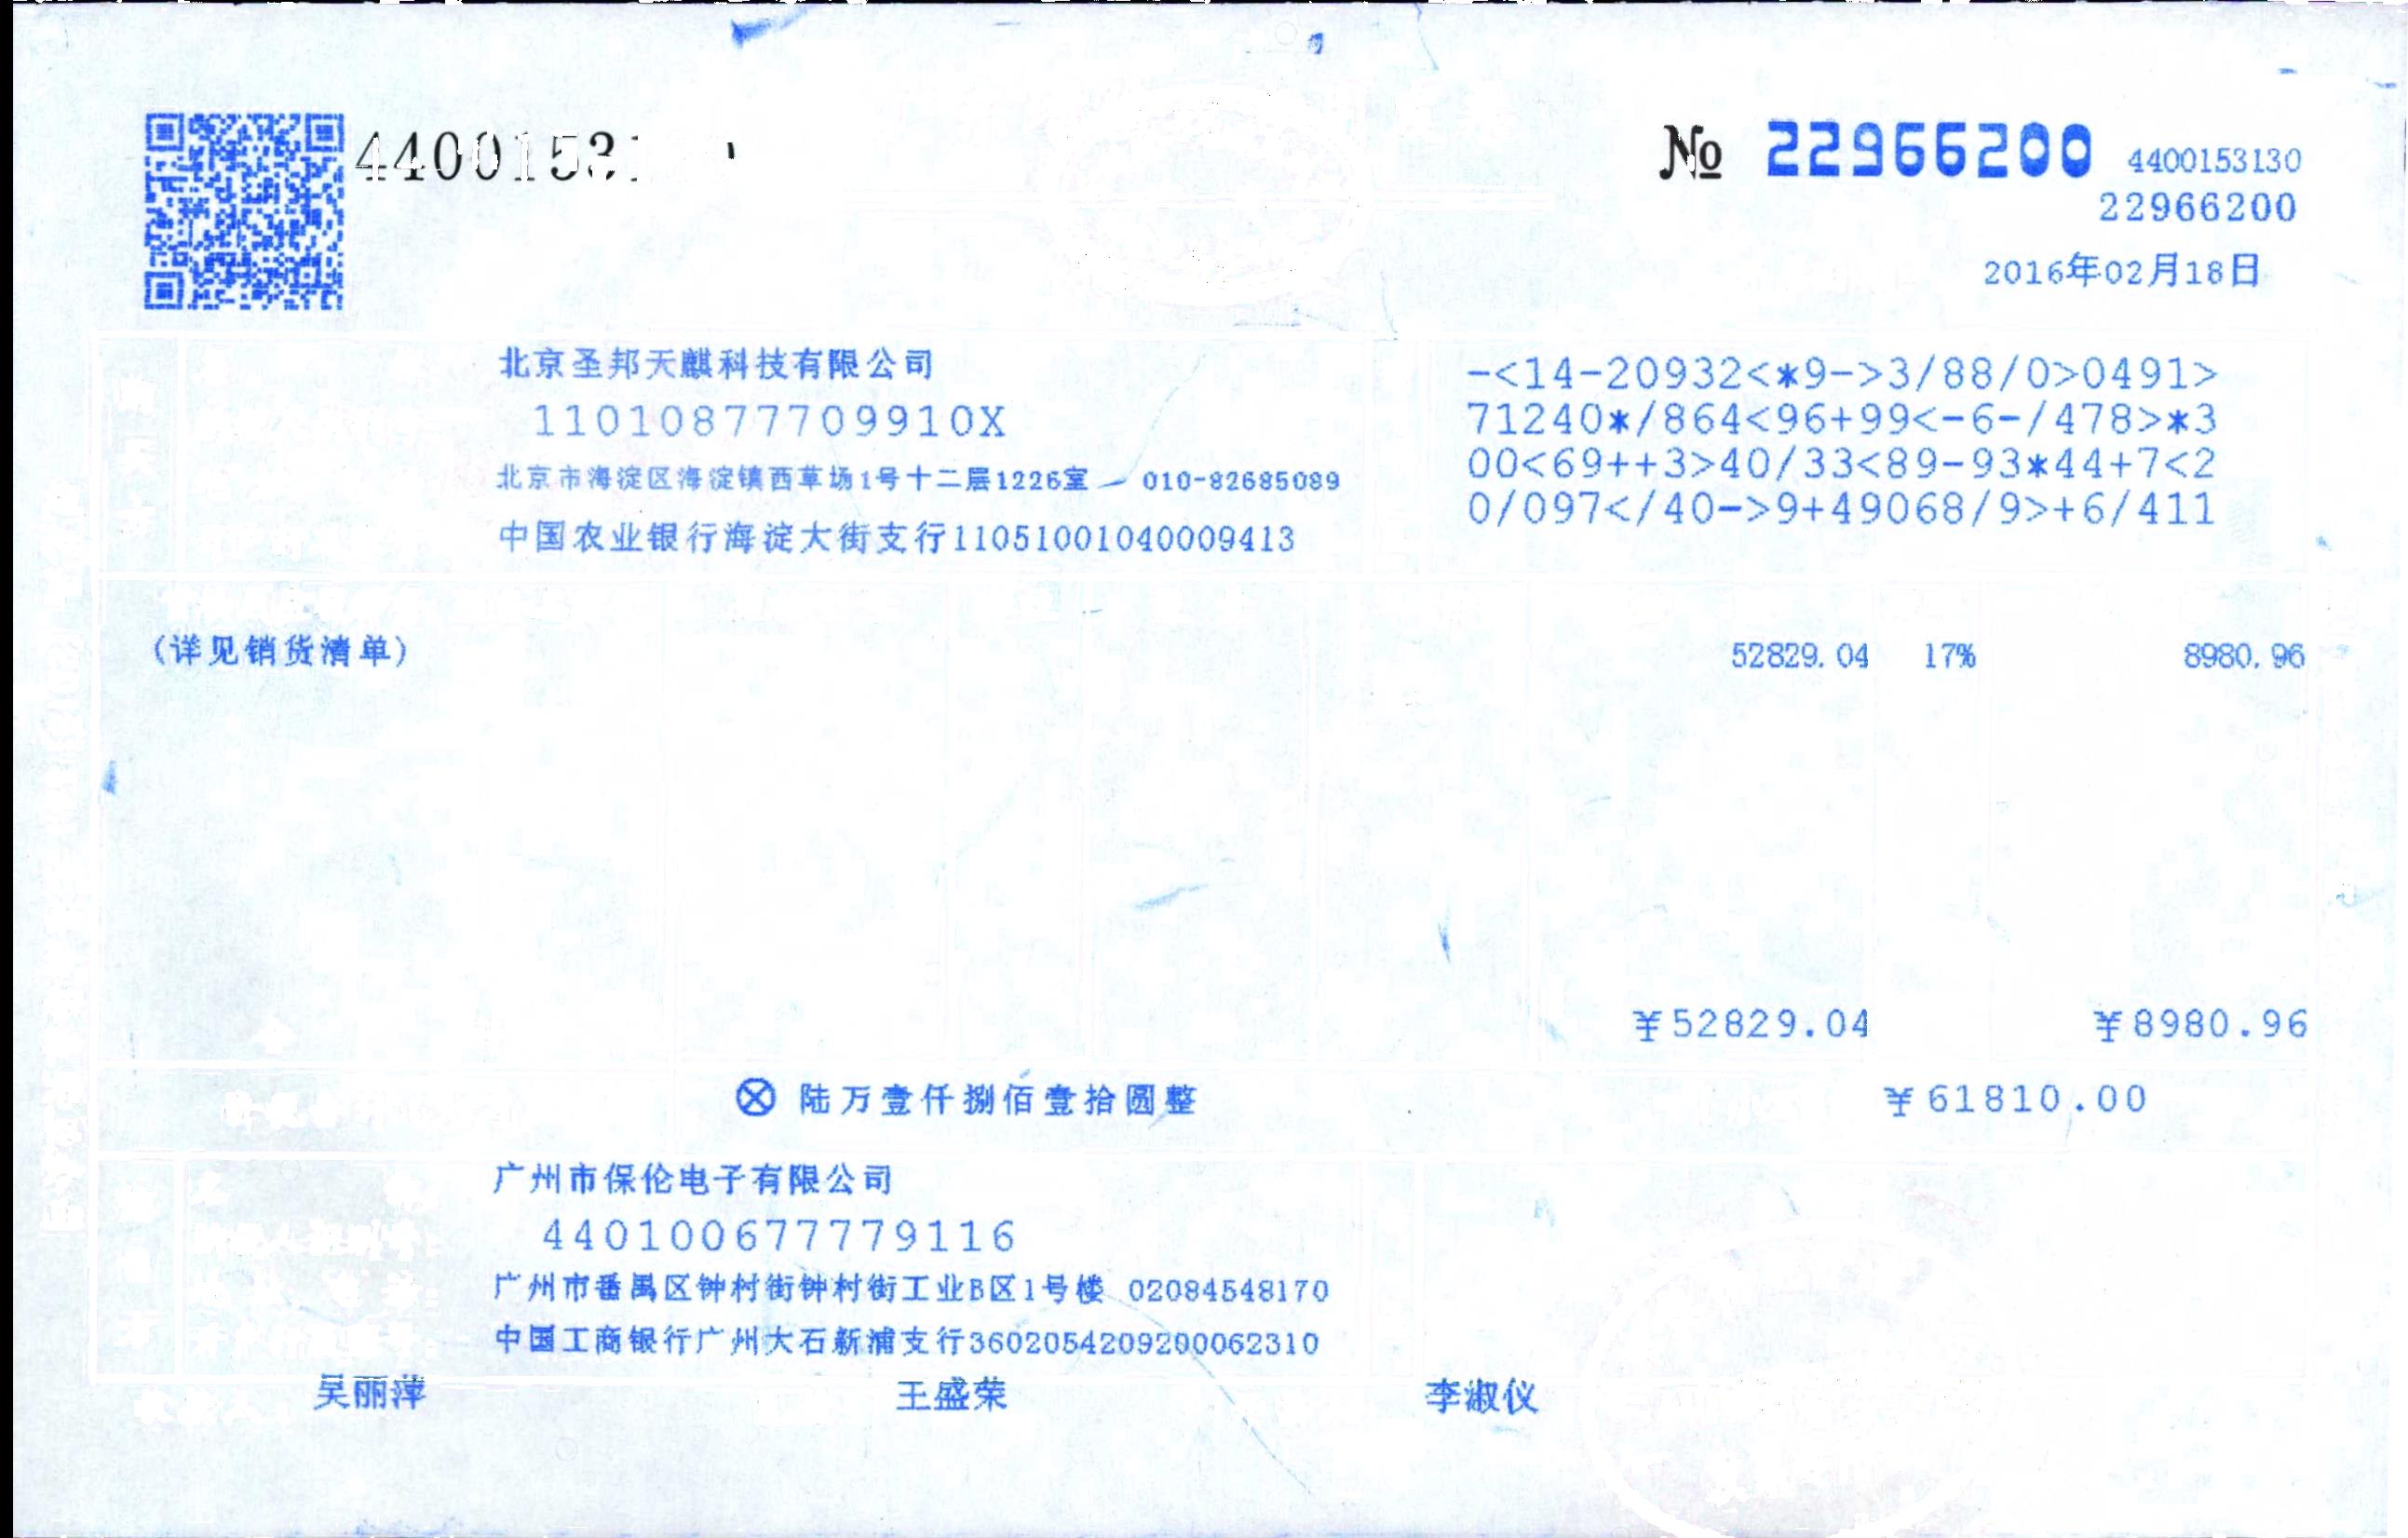 44001531
№ 22966200 4400153130
22966200
2016年02月18日
北京圣邦天麒科技有限公司
11010877709910X
北京市海淀区海淀镇西草场1号十二层1226室 010-82685089
中国农业银行海淀大街支行11051001040009413
-<14-20932<*9->3/88/0>0491>
71240*/864<96+99<-6-/478>*3
00<69++3>40/33<89-93*44+7<2
0/097</40->9+49068/9>+6/411
(详见销货清单) 52829.04 17% 8980.96
¥52829.04 ¥8980.96
⊗ 陆万壹仟捌佰壹拾圆整 ¥61810.00
广州市保伦电子有限公司
440100677779116
广州市番禺区钟村街钟村街工业B区1号楼 02084548170
中国工商银行广州大石新浦支行3602054209200062310
吴丽萍 王盛荣 李淑仪